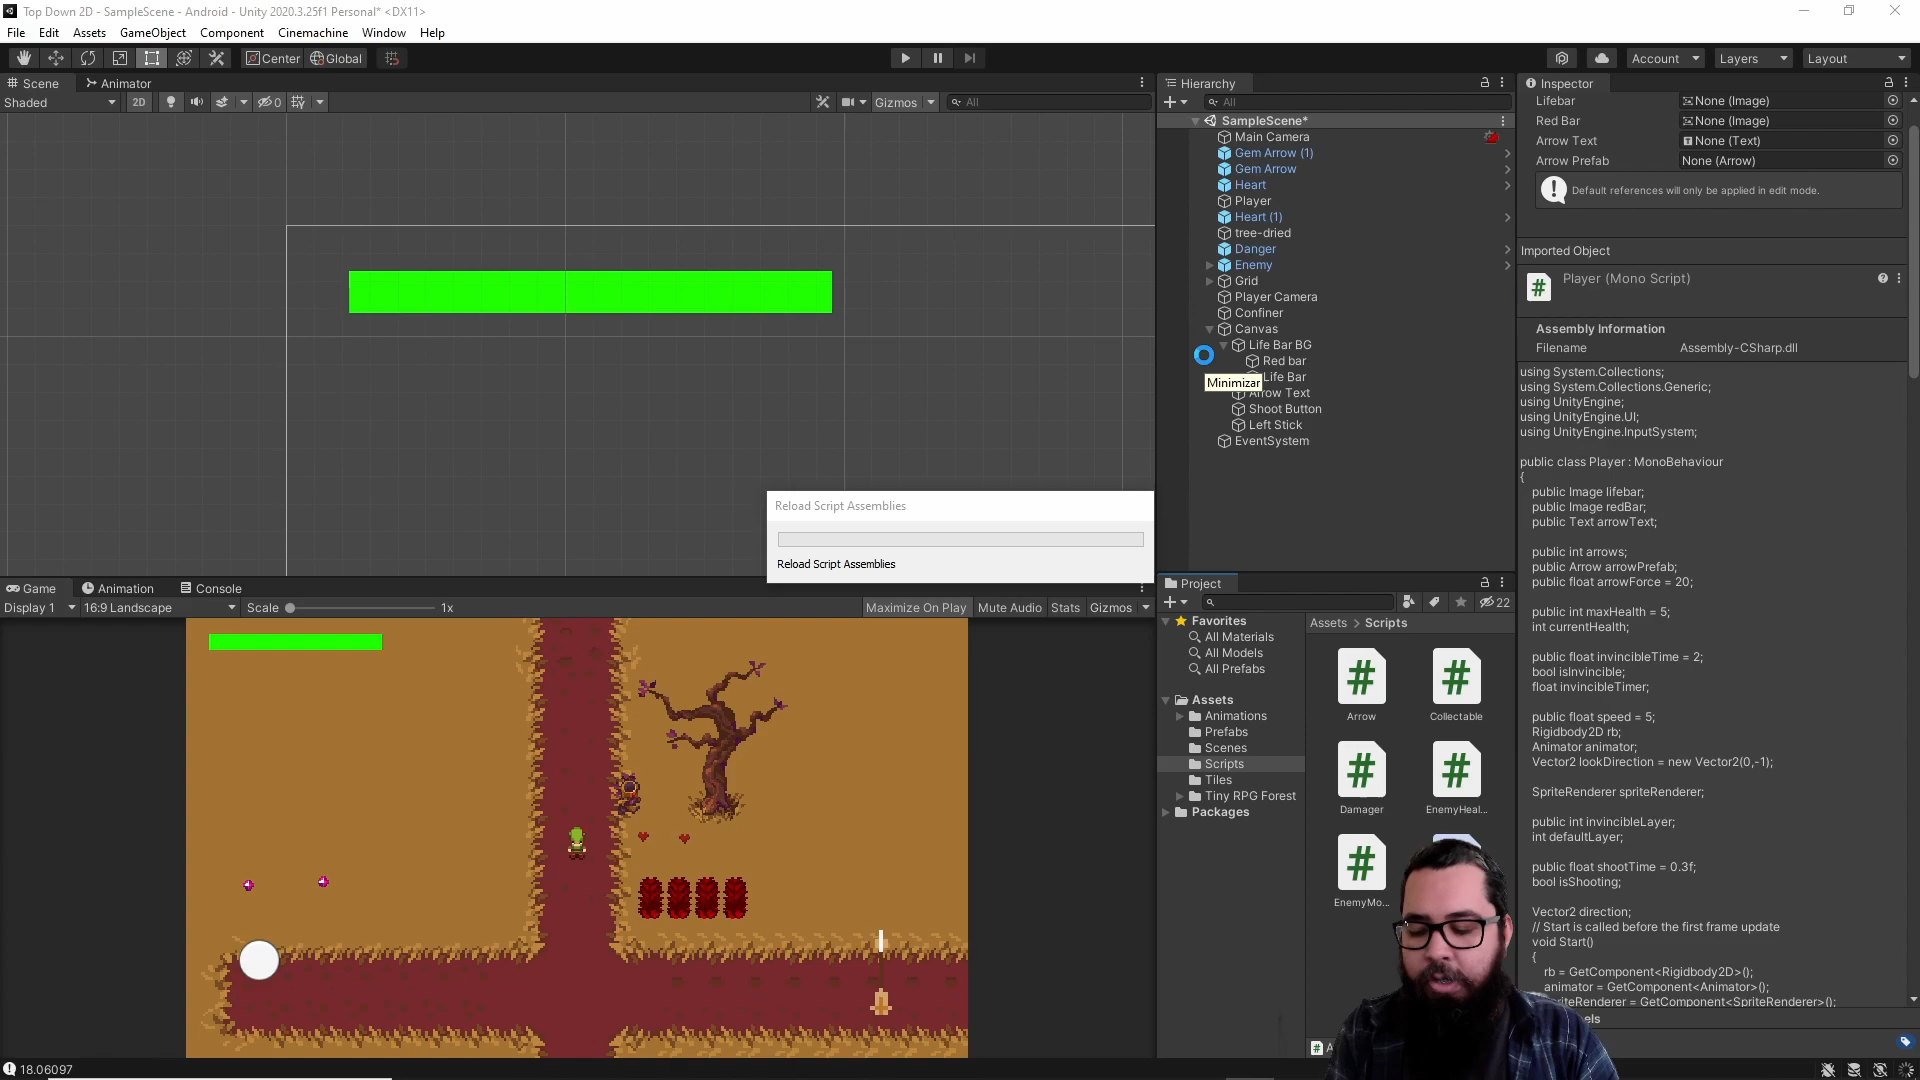 Top Down 2D - SampleScene - Android - Unity 2020.3.25f1 Personal* <DX11>
File Edit Assets GameObject Component Cinemachine Window Help
Center Global
Account Layers Layout
Scene Animator
Shaded 2D 0 Gizmos All
Hierarchy
All
SampleScene*
Main Camera
Gem Arrow (1)
Gem Arrow
Heart
Player
Heart (1)
tree-dried
Danger
Enemy
Grid
Player Camera
Confiner
Canvas
Life Bar BG
Red bar
Life Bar
Minimizar
Arrow Text
Shoot Button
Left Stick
EventSystem
Reload Script Assemblies
Reload Script Assemblies
Game Animation Console
Display 1 16:9 Landscape Scale 1x Maximize On Play Mute Audio Stats Gizmos
18.06097
Project
22
Favorites
All Materials
All Models
All Prefabs
Assets
Animations
Prefabs
Scenes
Scripts
Tiles
Tiny RPG Forest
Packages
Assets > Scripts
Arrow
Collectable
Damager
EnemyHeal...
EnemyMo...
A
Inspector
Lifebar None (Image)
Red Bar None (Image)
Arrow Text None (Text)
Arrow Prefab None (Arrow)
Default references will only be applied in edit mode.
Imported Object
Player (Mono Script)
Assembly Information
Filename Assembly-CSharp.dll
using System.Collections;
using System.Collections.Generic;
using UnityEngine;
using UnityEngine.UI;
using UnityEngine.InputSystem;
public class Player : MonoBehaviour
{
public Image lifebar;
public Image redBar;
public Text arrowText;
public int arrows;
public Arrow arrowPrefab;
public float arrowForce = 20;
public int maxHealth = 5;
int currentHealth;
public float invincibleTime = 2;
bool isInvincible;
float invincibleTimer;
public float speed = 5;
Rigidbody2D rb;
Animator animator;
Vector2 lookDirection = new Vector2(0,-1);
SpriteRenderer spriteRenderer;
public int invincibleLayer;
int defaultLayer;
public float shootTime = 0.3f;
bool isShooting;
Vector2 direction;
// Start is called before the first frame update
void Start()
{
rb = GetComponent<Rigidbody2D>();
animator = GetComponent<Animator>();
riteRenderer = GetComponent<SpriteRenderer>();
els